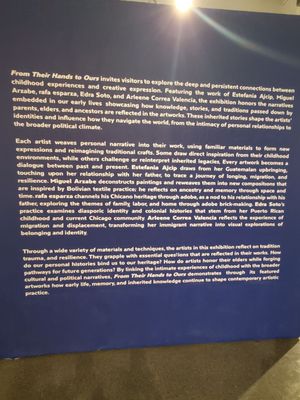 From Their Hands to Ours invites visitors to explore the deep and persistent connections between
childhood experiences and creative expression. Featuring the work of Estefania Ajcip, Miguel
Arzabe, rafa esparza, Edra Soto, and Arleene Correa Valencia, the exhibition honors the narratives
embedded in our early lives showcasing how knowledge, stories, and traditions passed down by
parents, elders, and ancestors are reflected in the artworks. These inherited stories shape the artists'
identities and influence how they navigate the world, from the intimacy of personal relationships to
the broader political climate.
Each artist weaves personal narrative into their work, using familiar materials to form new
expressions and reimagining traditional crafts. Some draw direct inspiration from their childhood
environments, while others challenge or reinterpret inherited legacies. Every artwork becomes a
dialogue between past and present. Estefania Ajcip draws from her Guatemalan upbringing,
touching upon her relationship with her father, to trace a journey of longing, migration, and
resilience. Miguel Arzabe deconstructs paintings and reweaves them into new compositions that
are inspired by Bolivian textile practice; he reflects on ancestry and memory through space and
time. rafa esparza channels his Chicano heritage through adobe, as a nod to his relationship with his
father, exploring the themes of family, labor, and home through adobe brick-making. Edra Soto's
practice examines diasporic identity and colonial histories that stem from her Puerto Rican
childhood and current Chicago community. Arleene Correa Valencia reflects the experience of
migration and displacement, transforming her immigrant narrative into visual explorations of
belonging and identity.
Through a wide variety of materials and techniques, the artists in this exhibition reflect on tradition,
trauma, and resilience. They grapple with essential questions that are reflected in their works. How
do our personal histories bind us to our heritage? How do artists honor their elders while forging
pathways for future generations? By linking the intimate experiences of childhood with the broader
cultural and political narratives, From Their Hands to Ours demonstrates through its featured
artworks how early life, memory, and inherited knowledge continue to shape contemporary artistic
practice.